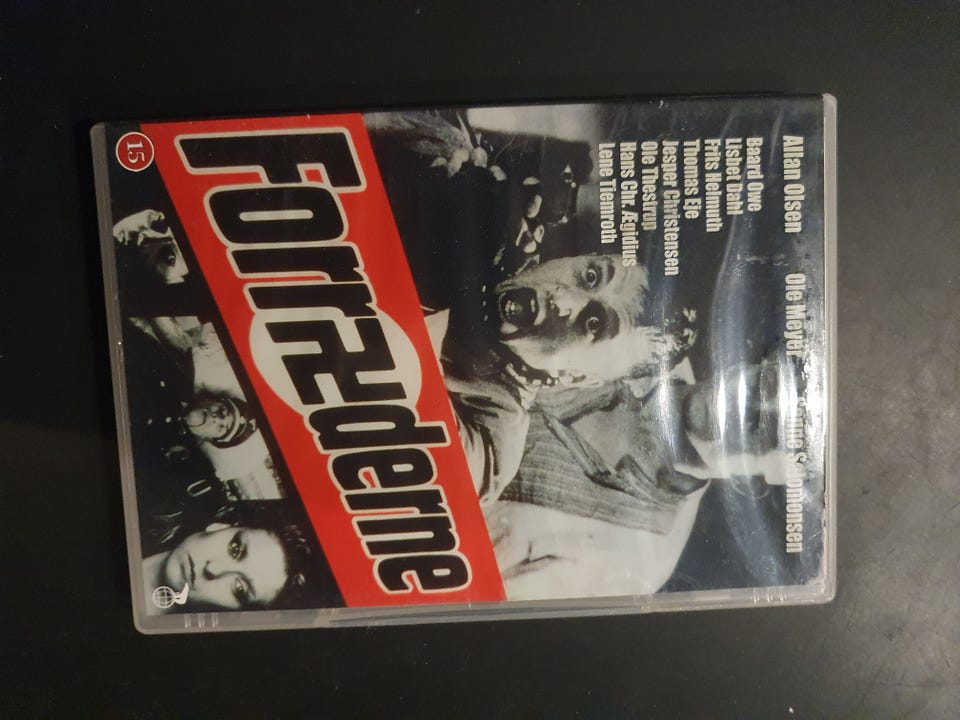 Allan Olsen Ole Meyer Salomonsen
Baard Owe
Lisbet Dahl
Frits Helmuth
Thomas Eje
Jesper Christensen
Ole Thestrup
Hans Chr. Ægidius
Lene Tiemroth
Forræderne
15